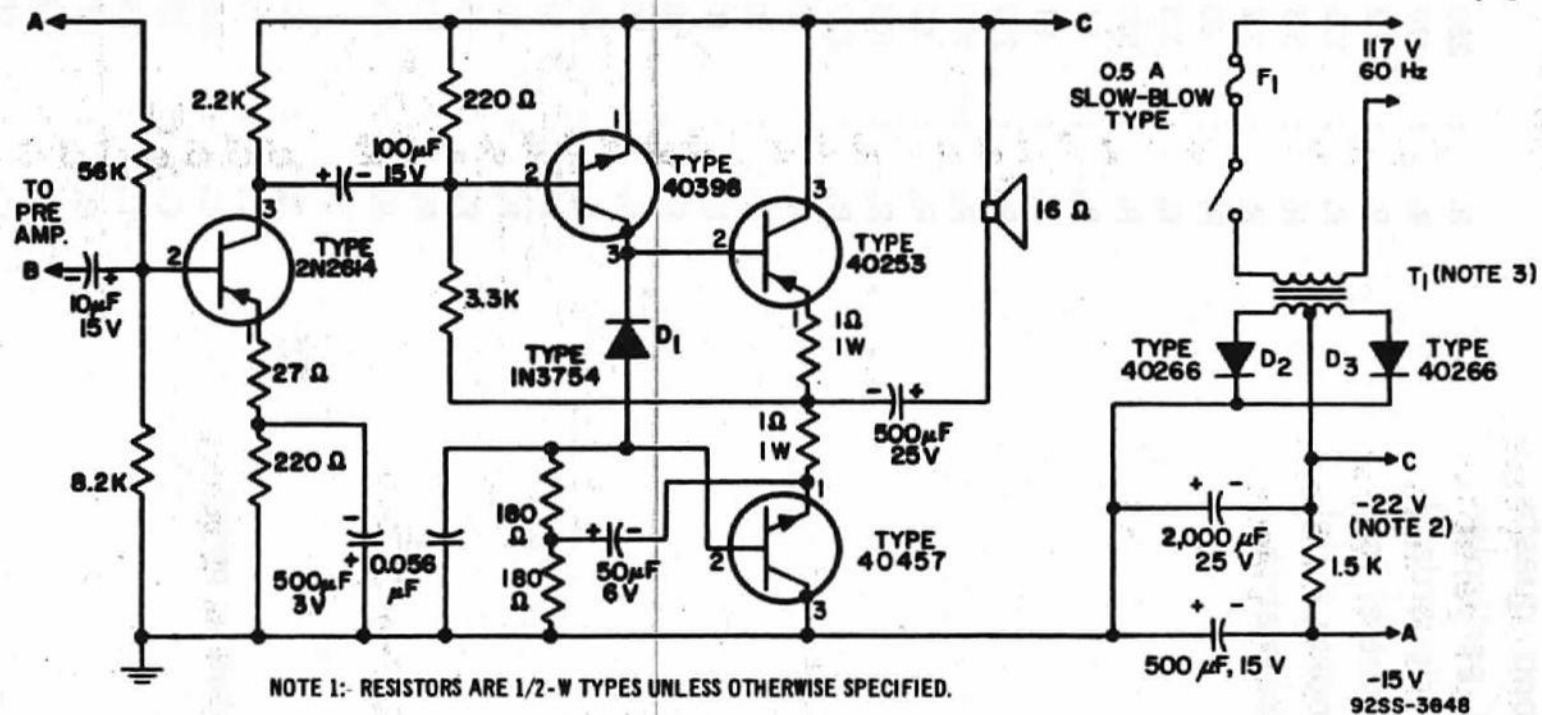 A
C
117 V
60 Hz
0.5 A
SLOW-BLOW
TYPE
F1
2.2K
220 Ω
1
56K
100µF
15V
TYPE
40398
2
3
TO
PRE
AMP.
3
16 Ω
TYPE
2N2614
2
3
2
TYPE
40253
B
10µF
15V
1
3.3K
1
1Ω
1W
T1 (NOTE 3)
TYPE
1N3754
D1
TYPE
40266
D2
D3
TYPE
40266
27 Ω
1Ω
1W
500µF
25V
8.2K
220 Ω
C
-22 V
(NOTE 2)
2,000 µF
25 V
1.5 K
180
Ω
1
TYPE
40457
500µF
3V
0.056
µF
180
Ω
50µF
6V
2
3
500 µF, 15 V
A
-15 V
NOTE 1:- RESISTORS ARE 1/2-W TYPES UNLESS OTHERWISE SPECIFIED.
92SS-3648